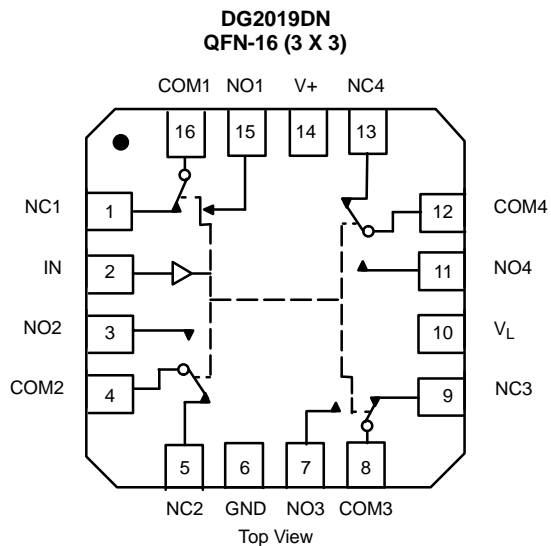 DG2019DN
QFN-16 (3 X 3)
COM1 NO1 V+ NC4
16 15 14 13
NC1 1 12 COM4
IN 2 11 NO4
NO2 3 10 VL
COM2 4 9 NC3
5 6 7 8
NC2 GND NO3 COM3
Top View